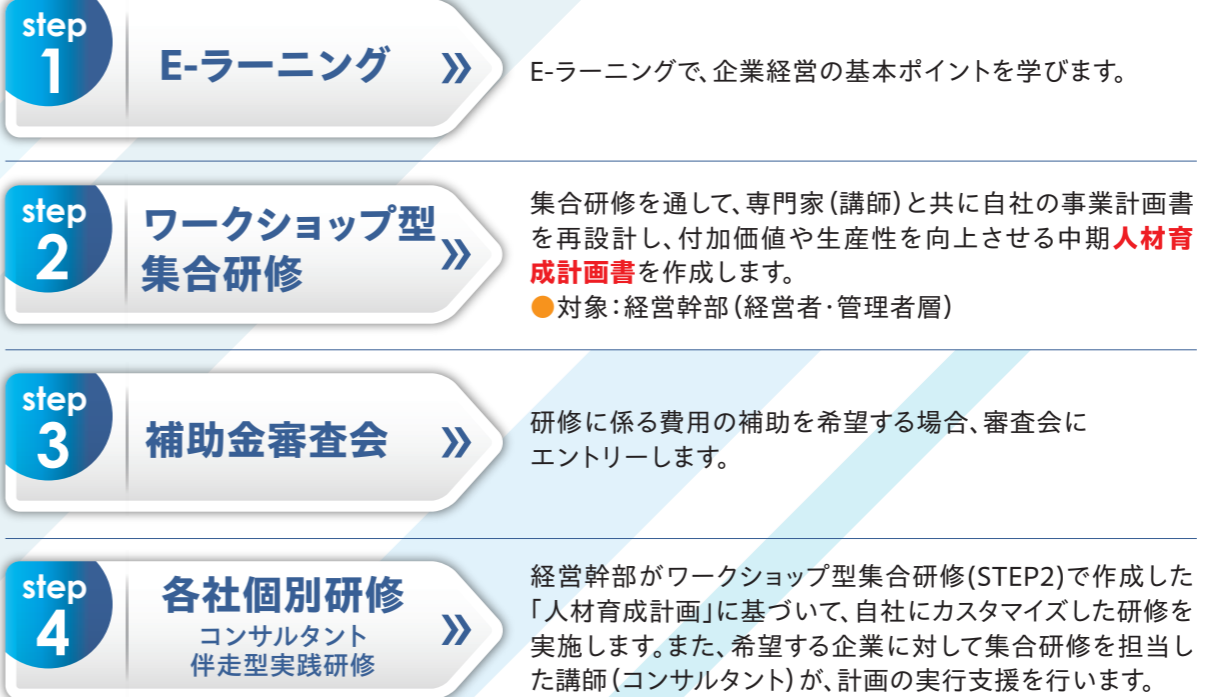 step
1
E-ラーニング »
E-ラーニングで、企業経営の基本ポイントを学びます。
step
2
ワークショップ型
集合研修 »
集合研修を通して、専門家(講師)と共に自社の事業計画書
を再設計し、付加価値や生産性を向上させる中期人材育
成計画書を作成します。
●対象：経営幹部(経営者・管理者層)
step
3
補助金審査会 »
研修に係る費用の補助を希望する場合、審査会に
エントリーします。
step
4
各社個別研修
コンサルタント
伴走型実践研修 »
経営幹部がワークショップ型集合研修(STEP2)で作成した
「人材育成計画」に基づいて、自社にカスタマイズした研修を
実施します。また、希望する企業に対して集合研修を担当し
た講師(コンサルタント)が、計画の実行支援を行います。